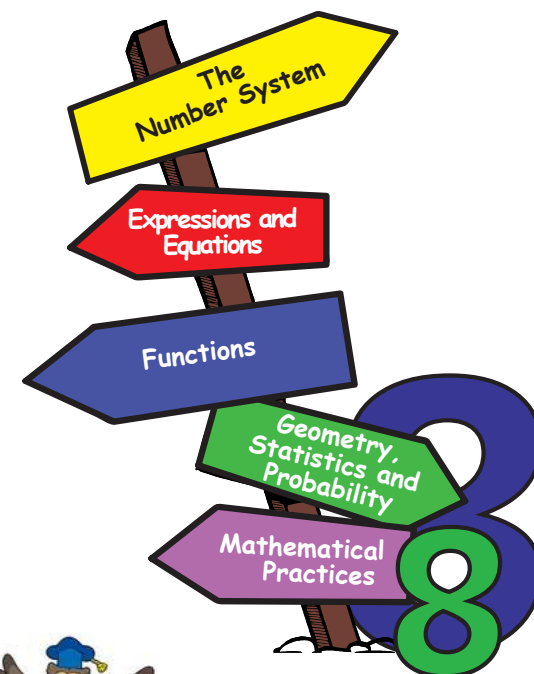 The
Number System
Expressions and
Equations
Functions
Geometry,
Statistics and
Probability
Mathematical
Practices
8
8